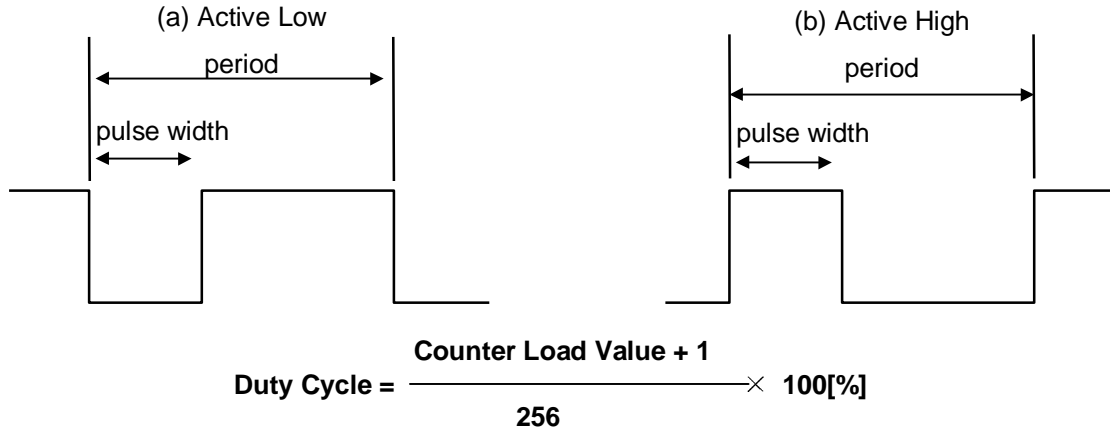 (a) Active Low
(b) Active High
period
period
pulse width
pulse width
Counter Load Value + 1
Duty Cycle = × 100[%]
256